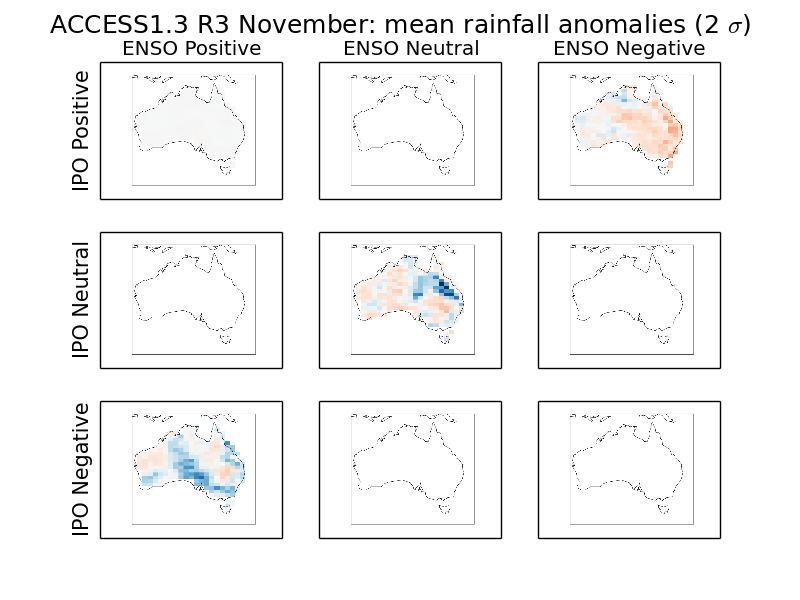 ACCESS1.3 R3 November: mean rainfall anomalies (2 σ)
ENSO Positive ENSO Neutral ENSO Negative
IPO Positive
IPO Neutral
IPO Negative